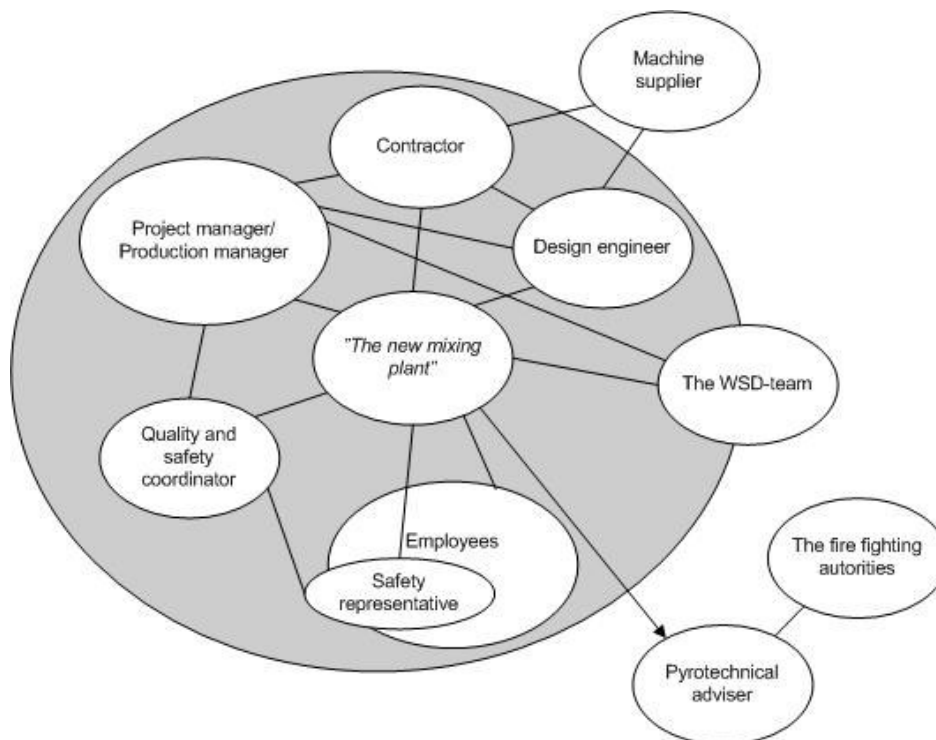 Machine
supplier
Contractor
Project manager/
Production manager
Design engineer
"The new mixing
plant"
The WSD-team
Quality and
safety
coordinator
Employees
Safety
representative
The fire fighting
autorities
Pyrotechnical
adviser